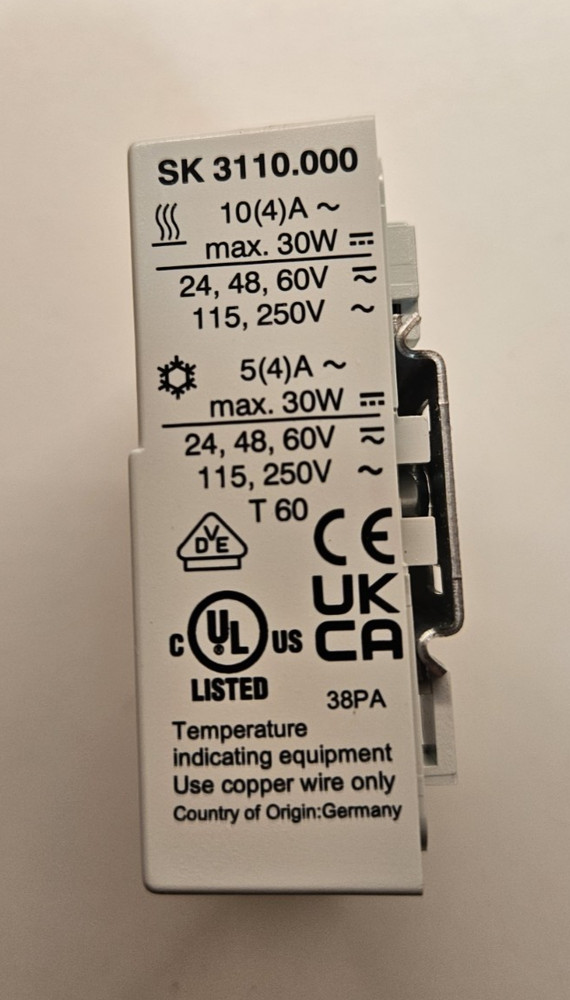 SK 3110.000
10(4)A ~
max. 30W ⎓
24, 48, 60V ⏦
115, 250V ~
5(4)A ~
max. 30W ⎓
24, 48, 60V ⏦
115, 250V ~
T 60
VDE
CE
UK
CA
C UL US
LISTED
38PA
Temperature
indicating equipment
Use copper wire only
Country of Origin:Germany